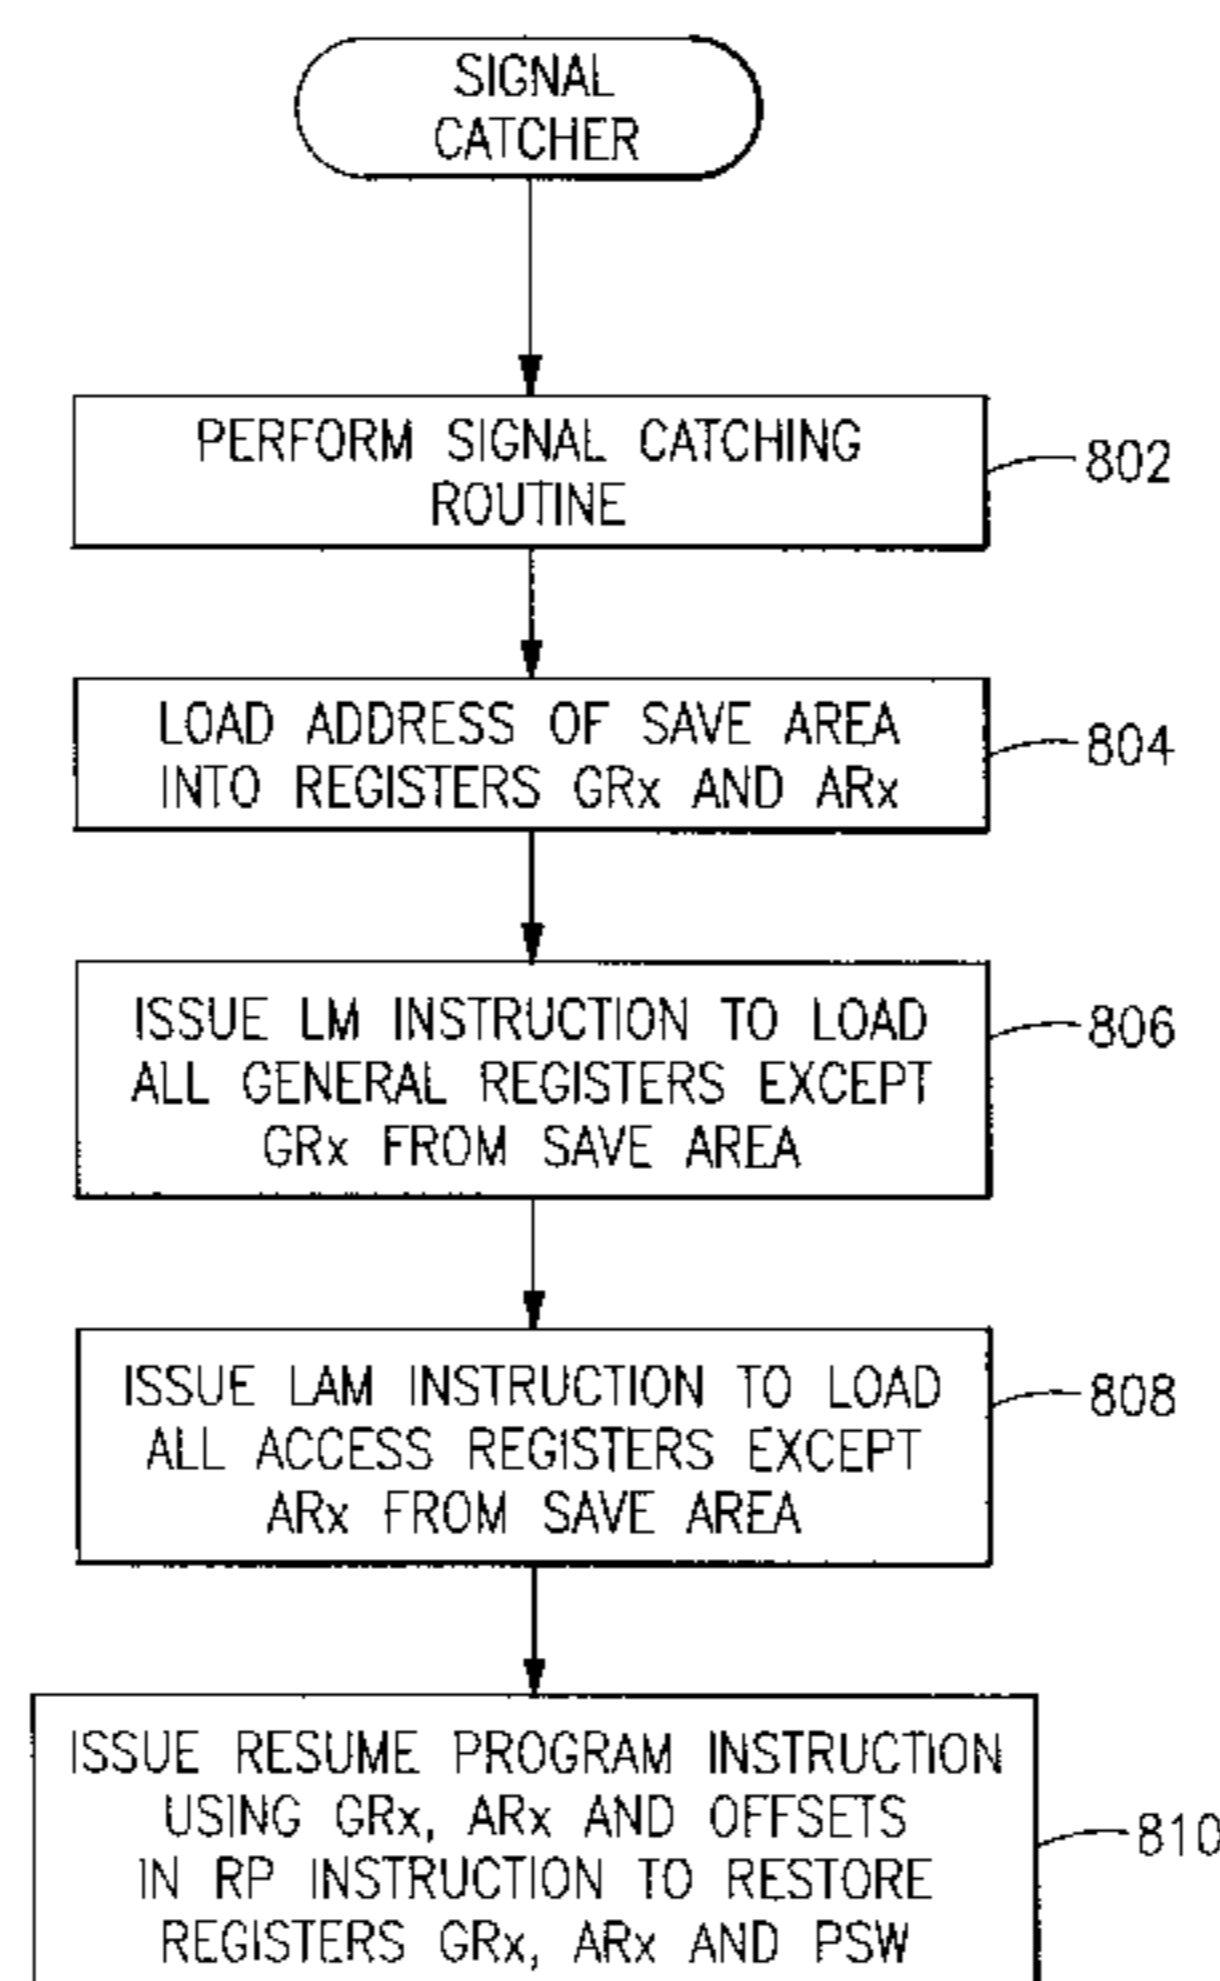 SIGNAL
CATCHER
PERFORM SIGNAL CATCHING
ROUTINE
802
LOAD ADDRESS OF SAVE AREA
INTO REGISTERS GRx AND ARx
804
ISSUE LM INSTRUCTION TO LOAD
ALL GENERAL REGISTERS EXCEPT
GRx FROM SAVE AREA
806
ISSUE LAM INSTRUCTION TO LOAD
ALL ACCESS REGISTERS EXCEPT
ARx FROM SAVE AREA
808
ISSUE RESUME PROGRAM INSTRUCTION
USING GRx, ARx AND OFFSETS
IN RP INSTRUCTION TO RESTORE
REGISTERS GRx, ARx AND PSW
810